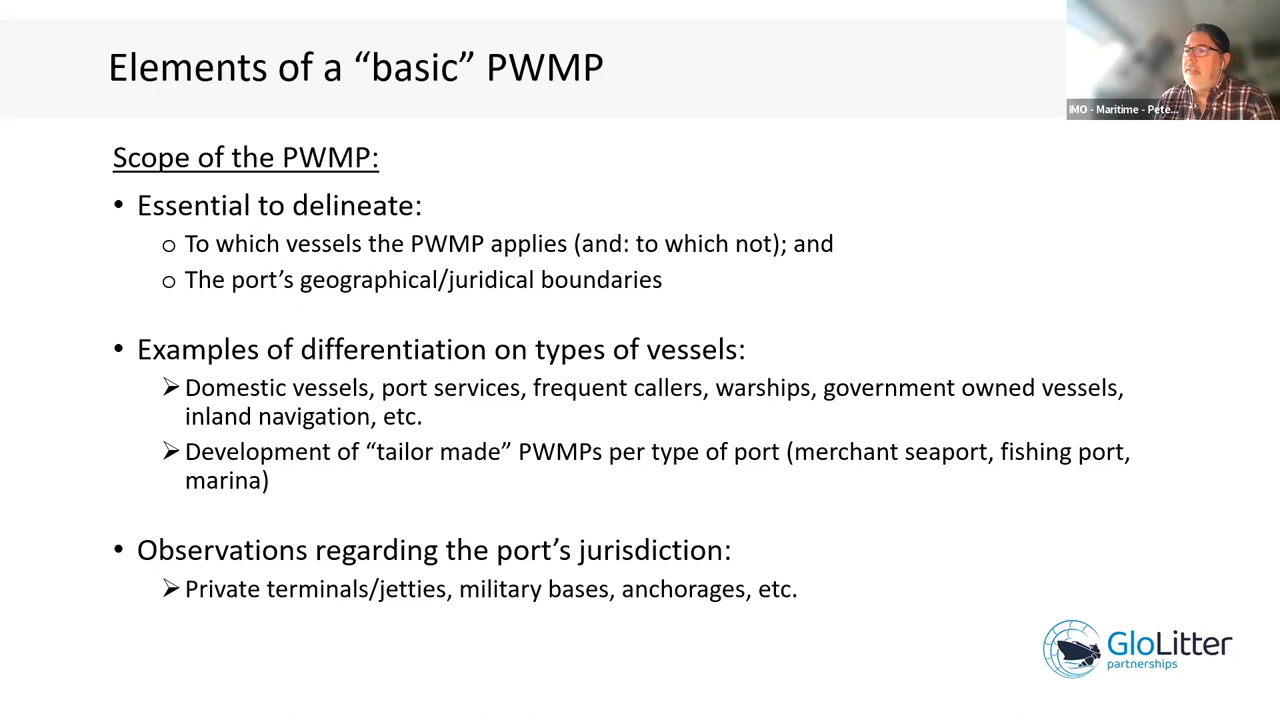 Elements of a “basic” PWMP
IMO - Maritime - Pete...
Scope of the PWMP:
• Essential to delineate:
o To which vessels the PWMP applies (and: to which not); and
o The port’s geographical/juridical boundaries
• Examples of differentiation on types of vessels:
➢ Domestic vessels, port services, frequent callers, warships, government owned vessels,
inland navigation, etc.
➢ Development of “tailor made” PWMPs per type of port (merchant seaport, fishing port,
marina)
• Observations regarding the port’s jurisdiction:
➢ Private terminals/jetties, military bases, anchorages, etc.
GloLitter
partnerships